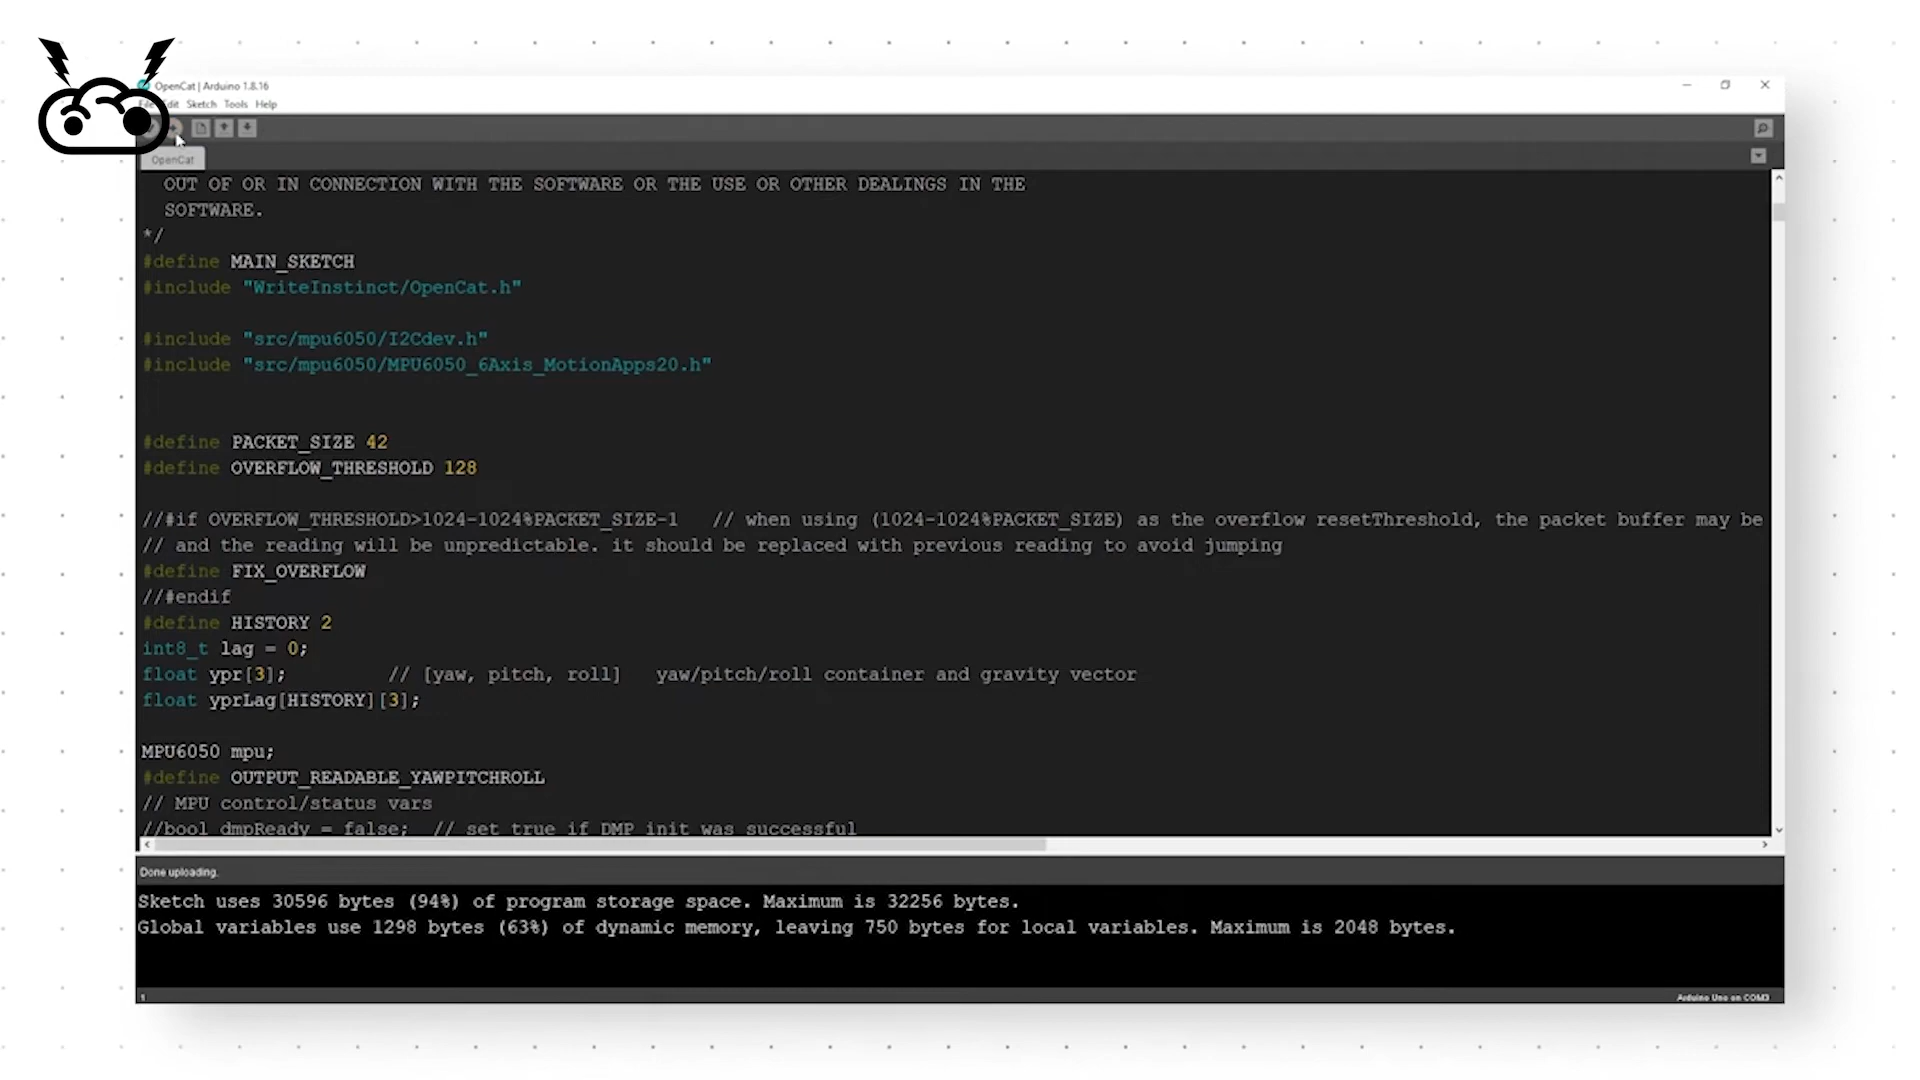 OpenCat | Arduino 1.8.16
File Edit Sketch Tools Help
OpenCat
OUT OF OR IN CONNECTION WITH THE SOFTWARE OR THE USE OR OTHER DEALINGS IN THE
SOFTWARE.
*/
#define MAIN_SKETCH
#include "WriteInstinct/OpenCat.h"
#include "src/mpu6050/I2Cdev.h"
#include "src/mpu6050/MPU6050_6Axis_MotionApps20.h"
#define PACKET_SIZE 42
#define OVERFLOW_THRESHOLD 128
//#if OVERFLOW_THRESHOLD>1024-1024%PACKET_SIZE-1 // when using (1024-1024%PACKET_SIZE) as the overflow resetThreshold, the packet buffer may be
// and the reading will be unpredictable. it should be replaced with previous reading to avoid jumping
#define FIX_OVERFLOW
//#endif
#define HISTORY 2
int8_t lag = 0;
float ypr[3]; // [yaw, pitch, roll] yaw/pitch/roll container and gravity vector
float yprLag[HISTORY][3];
MPU6050 mpu;
#define OUTPUT_READABLE_YAWPITCHROLL
// MPU control/status vars
//bool dmpReady = false; // set true if DMP init was successful
Done uploading.
Sketch uses 30596 bytes (94%) of program storage space. Maximum is 32256 bytes.
Global variables use 1298 bytes (63%) of dynamic memory, leaving 750 bytes for local variables. Maximum is 2048 bytes.
1 Arduino Uno on COM3